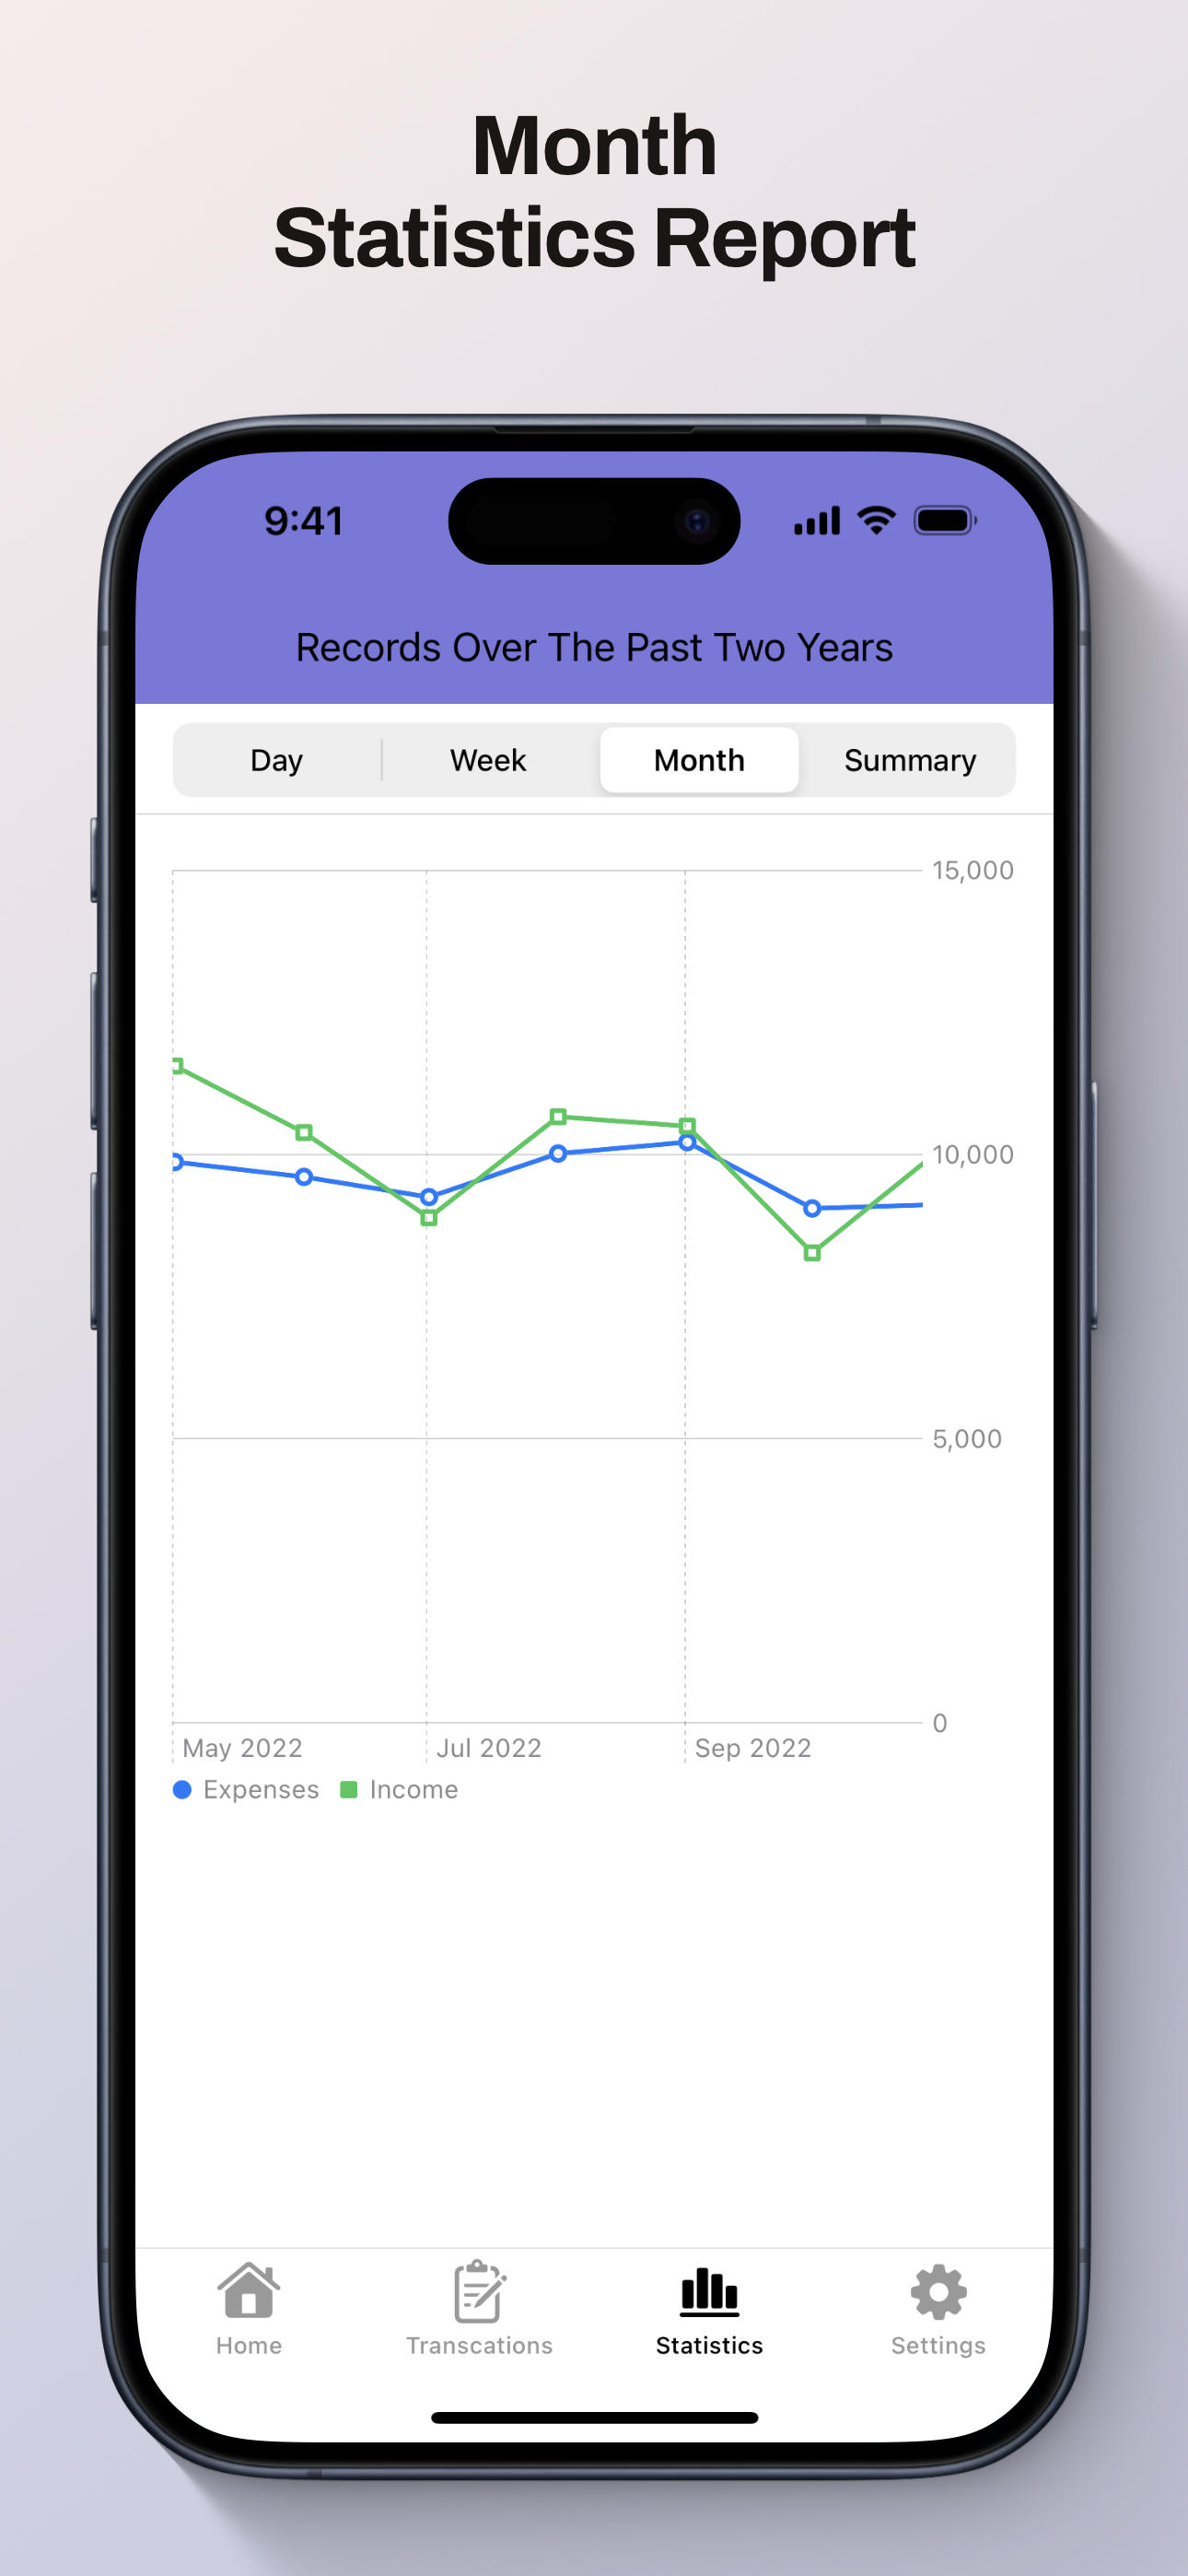 Month
Statistics Report
9:41
Records Over The Past Two Years
Day Week Month Summary
15,000
10,000
5,000
0
May 2022 Jul 2022 Sep 2022
Expenses Income
Home Transcations Statistics Settings